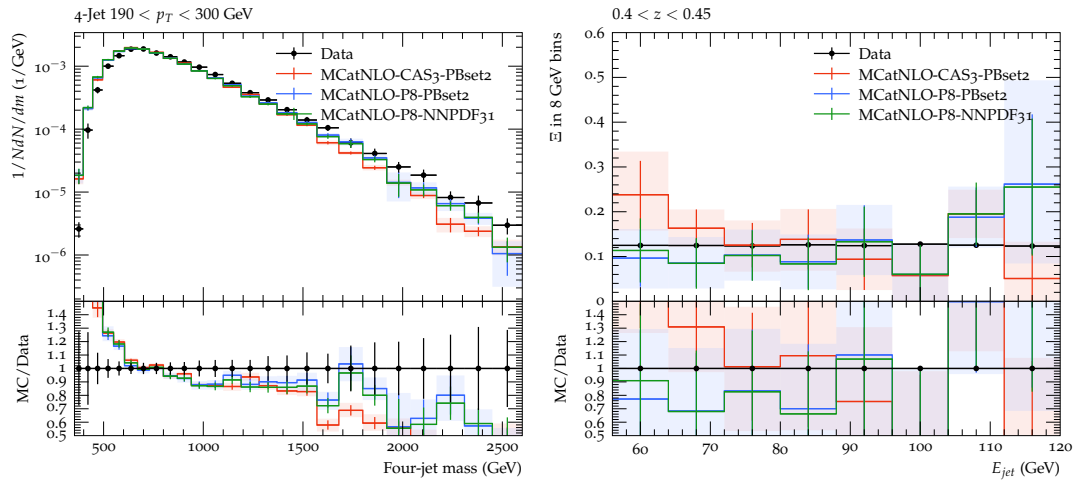 4-Jet 190 < p_T < 300 GeV
1/NdN/dm (1/GeV)
10⁻³
10⁻⁴
10⁻⁵
10⁻⁶
Data
MCatNLO-CAS3-PBset2
MCatNLO-P8-PBset2
MCatNLO-P8-NNPDF31
MC/Data
1.4
1.3
1.2
1.1
1
0.9
0.8
0.7
0.6
0.5
500 1000 1500 2000 2500
Four-jet mass (GeV)
0.4 < z < 0.45
Ξ in 8 GeV bins
0.6
0.5
0.4
0.3
0.2
0.1
0
Data
MCatNLO-CAS3-PBset2
MCatNLO-P8-PBset2
MCatNLO-P8-NNPDF31
MC/Data
1.4
1.3
1.2
1.1
1
0.9
0.8
0.7
0.6
0.5
60 70 80 90 100 110 120
E_jet (GeV)